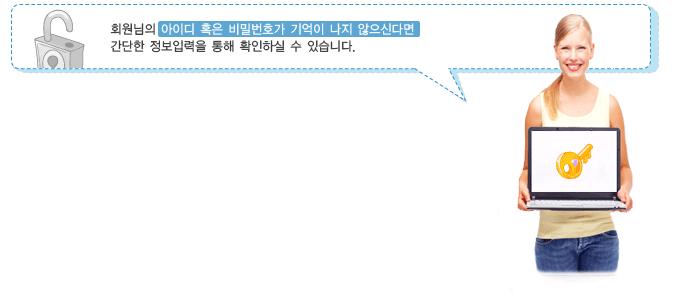 회원님의 아이디 혹은 비밀번호가 기억이 나지 않으신다면
간단한 정보입력을 통해 확인하실 수 있습니다.